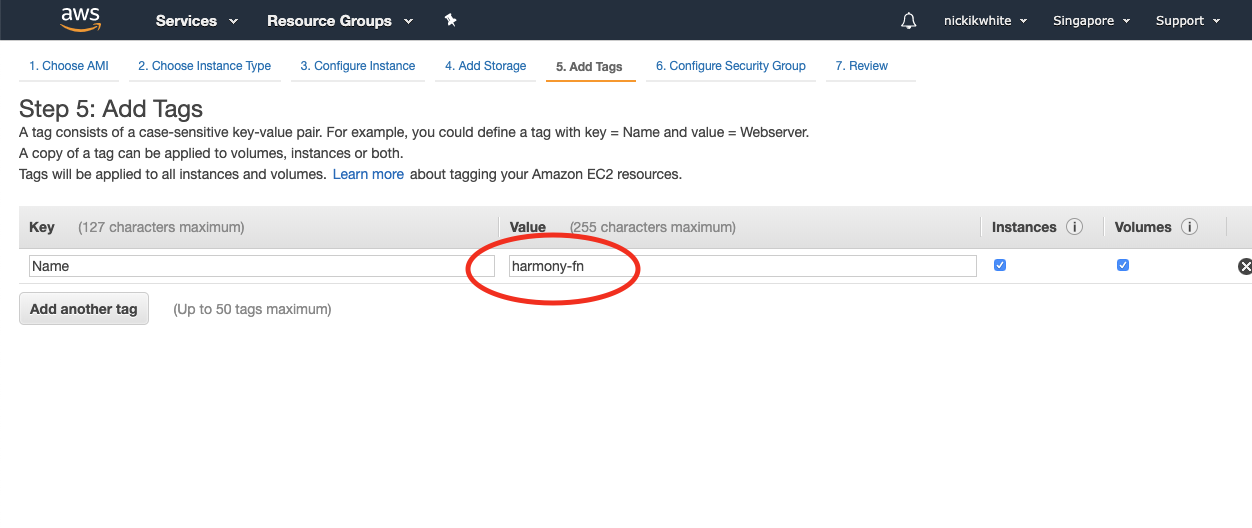 aws Services Resource Groups nickikwhite Singapore Support
1. Choose AMI 2. Choose Instance Type 3. Configure Instance 4. Add Storage 5. Add Tags 6. Configure Security Group 7. Review
Step 5: Add Tags
A tag consists of a case-sensitive key-value pair. For example, you could define a tag with key = Name and value = Webserver.
A copy of a tag can be applied to volumes, instances or both.
Tags will be applied to all instances and volumes. Learn more about tagging your Amazon EC2 resources.
Key (127 characters maximum) Value (255 characters maximum) Instances i Volumes i
Name harmony-fn
Add another tag (Up to 50 tags maximum)